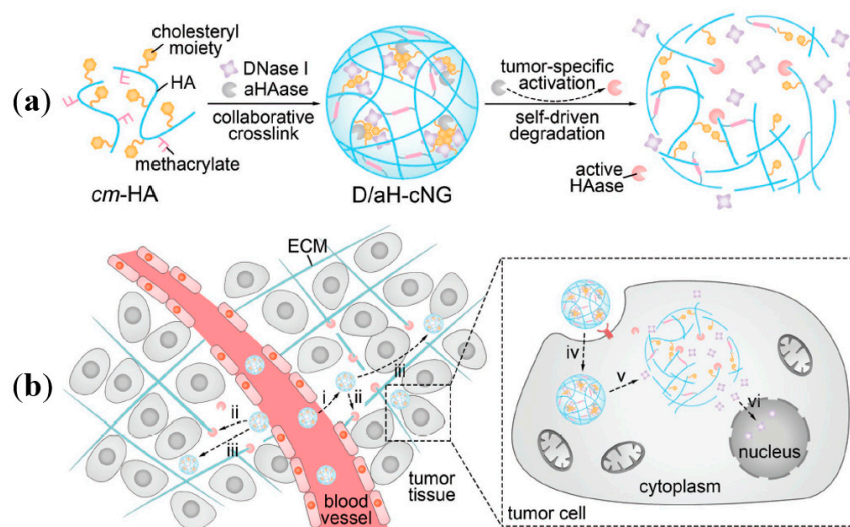 (a)
cholesteryl
moiety
HA
methacrylate
cm-HA
DNase I
aHAase
collaborative
crosslink
D/aH-cNG
tumor-specific
activation
self-driven
degradation
active
HAase
(b)
ECM
i
ii
iii
ii
iii
blood
vessel
tumor
tissue
iv
v
vi
nucleus
cytoplasm
tumor cell